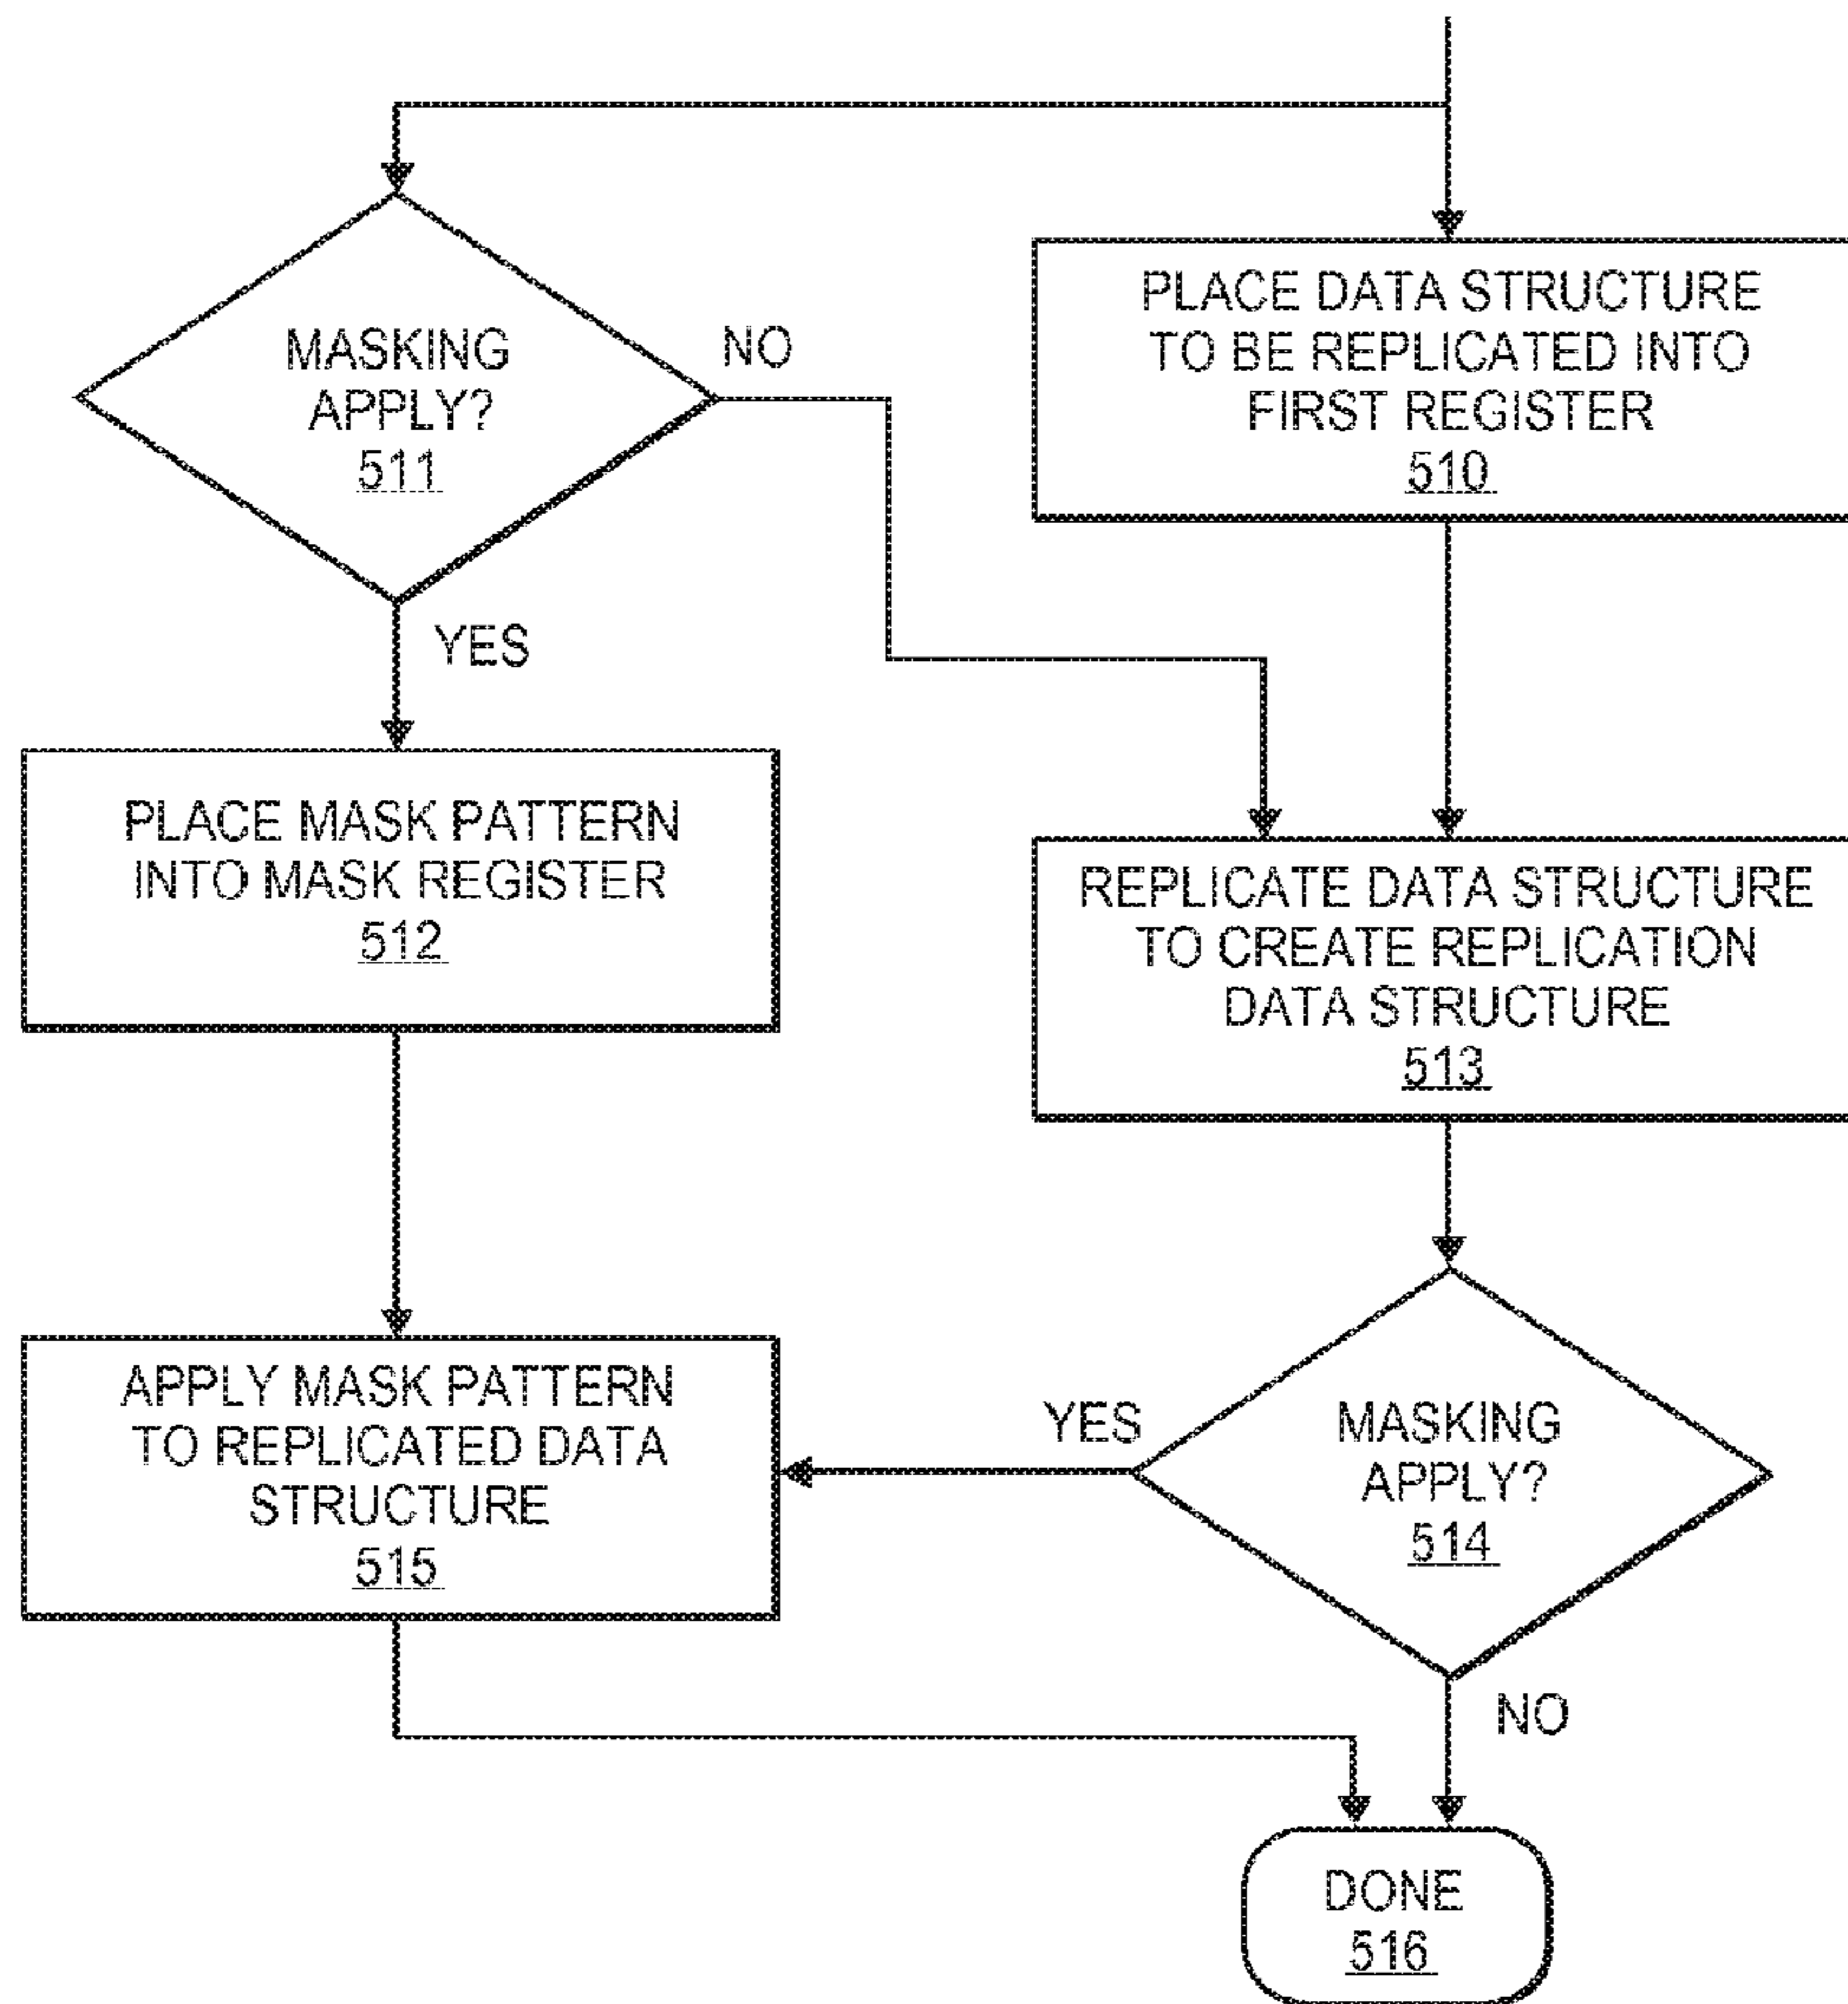 MASKING
APPLY?
511
NO
YES
PLACE DATA STRUCTURE
TO BE REPLICATED INTO
FIRST REGISTER
510
PLACE MASK PATTERN
INTO MASK REGISTER
512
REPLICATE DATA STRUCTURE
TO CREATE REPLICATION
DATA STRUCTURE
513
APPLY MASK PATTERN
TO REPLICATED DATA
STRUCTURE
515
YES
MASKING
APPLY?
514
NO
DONE
516